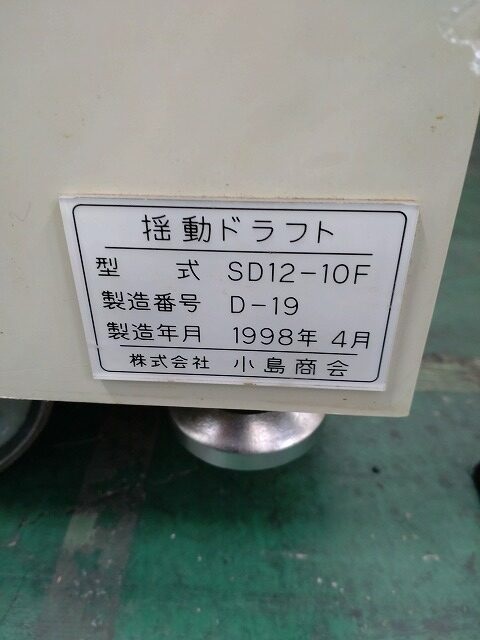 揺動ドラフト
型 式 SD12-10F
製造番号 D-19
製造年月 1998年 4月
株式会社 小島商会